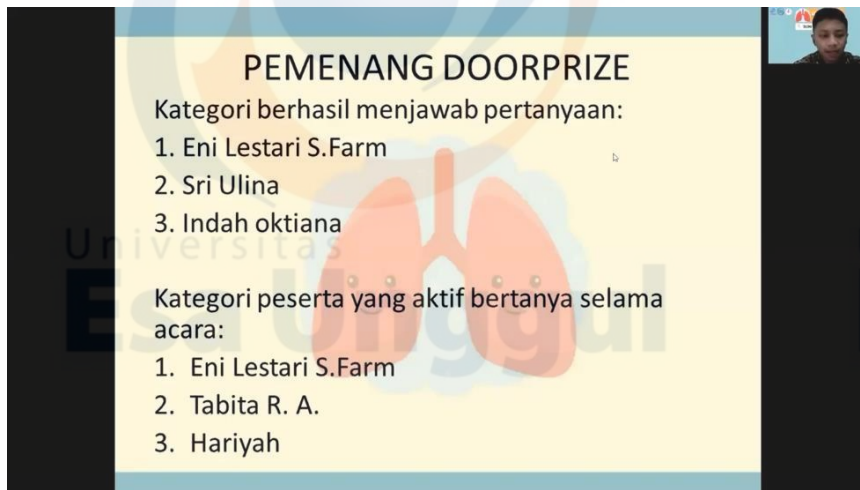 PEMENANG DOORPRIZE
Kategori berhasil menjawab pertanyaan:
1. Eni Lestari S.Farm
2. Sri Ulina
3. Indah oktiana
Universitas
Esa Unggul
Kategori peserta yang aktif bertanya selama
acara:
1. Eni Lestari S.Farm
2. Tabita R. A.
3. Hariyah